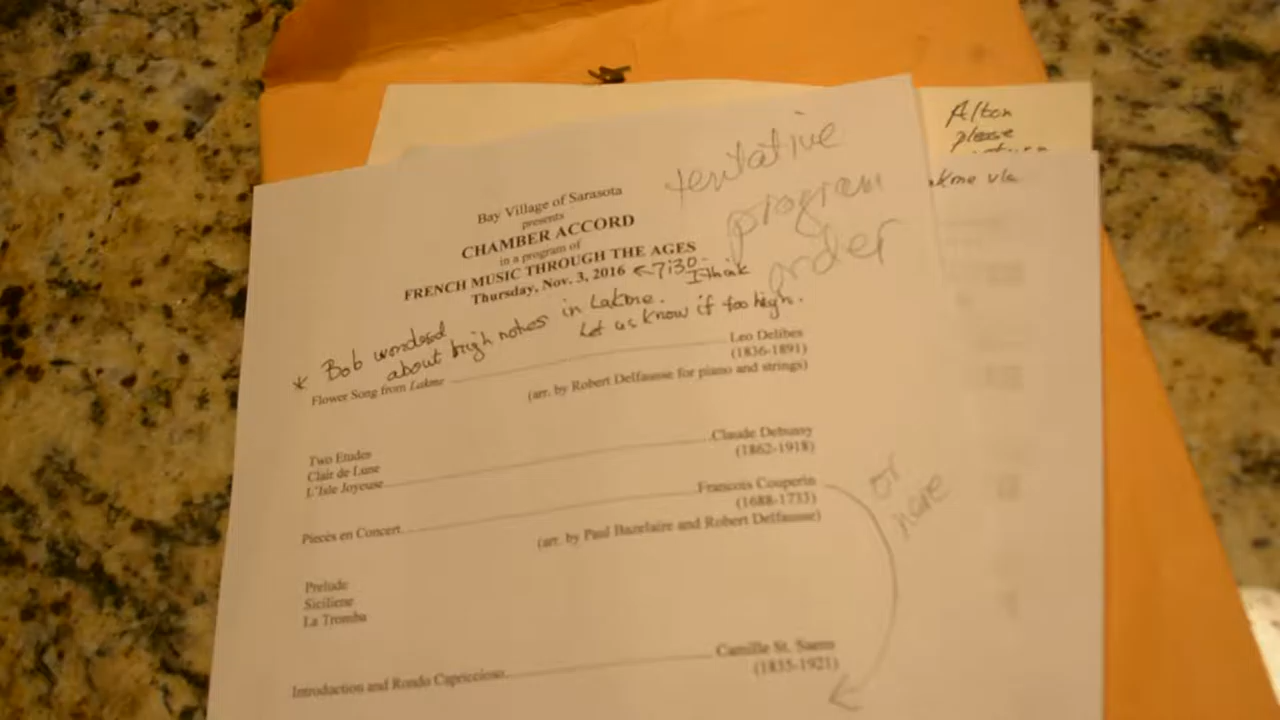 Alton
please
vla
tentative
program
order
Bay Village of Sarasota
presents
CHAMBER ACCORD
in a program of
FRENCH MUSIC THROUGH THE AGES
Thursday, Nov. 3, 2016 ←7:30-
I think
* Bob wondered
about high notes in Lakme.
Let us know if too high.
Flower Song from Lakme Leo Delibes
(1836-1891)
(arr. by Robert Delfausse for piano and strings)
Two Etudes
Clair de Lune
L'Isle Joyeuse Claude Debussy
(1862-1918)
Pieces en Concert Francois Couperin
(1688-1733)
(arr. by Paul Bazelaire and Robert Delfausse)
or
here
Prelude
Siciliene
La Tromba
Introduction and Rondo Capriccioso Camille St. Saens
(1835-1921)